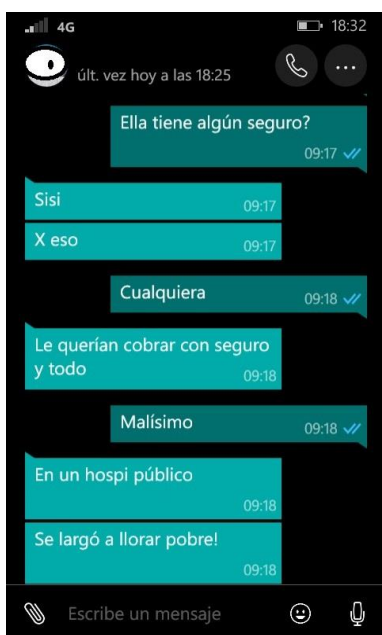 4G 18:32
últ. vez hoy a las 18:25
Ella tiene algún seguro?
09:17
Sisi
09:17
X eso
09:17
Cualquiera
09:18
Le querían cobrar con seguro
y todo
09:18
Malísimo
09:18
En un hospi público
09:18
Se largó a llorar pobre!
09:18
Escribe un mensaje